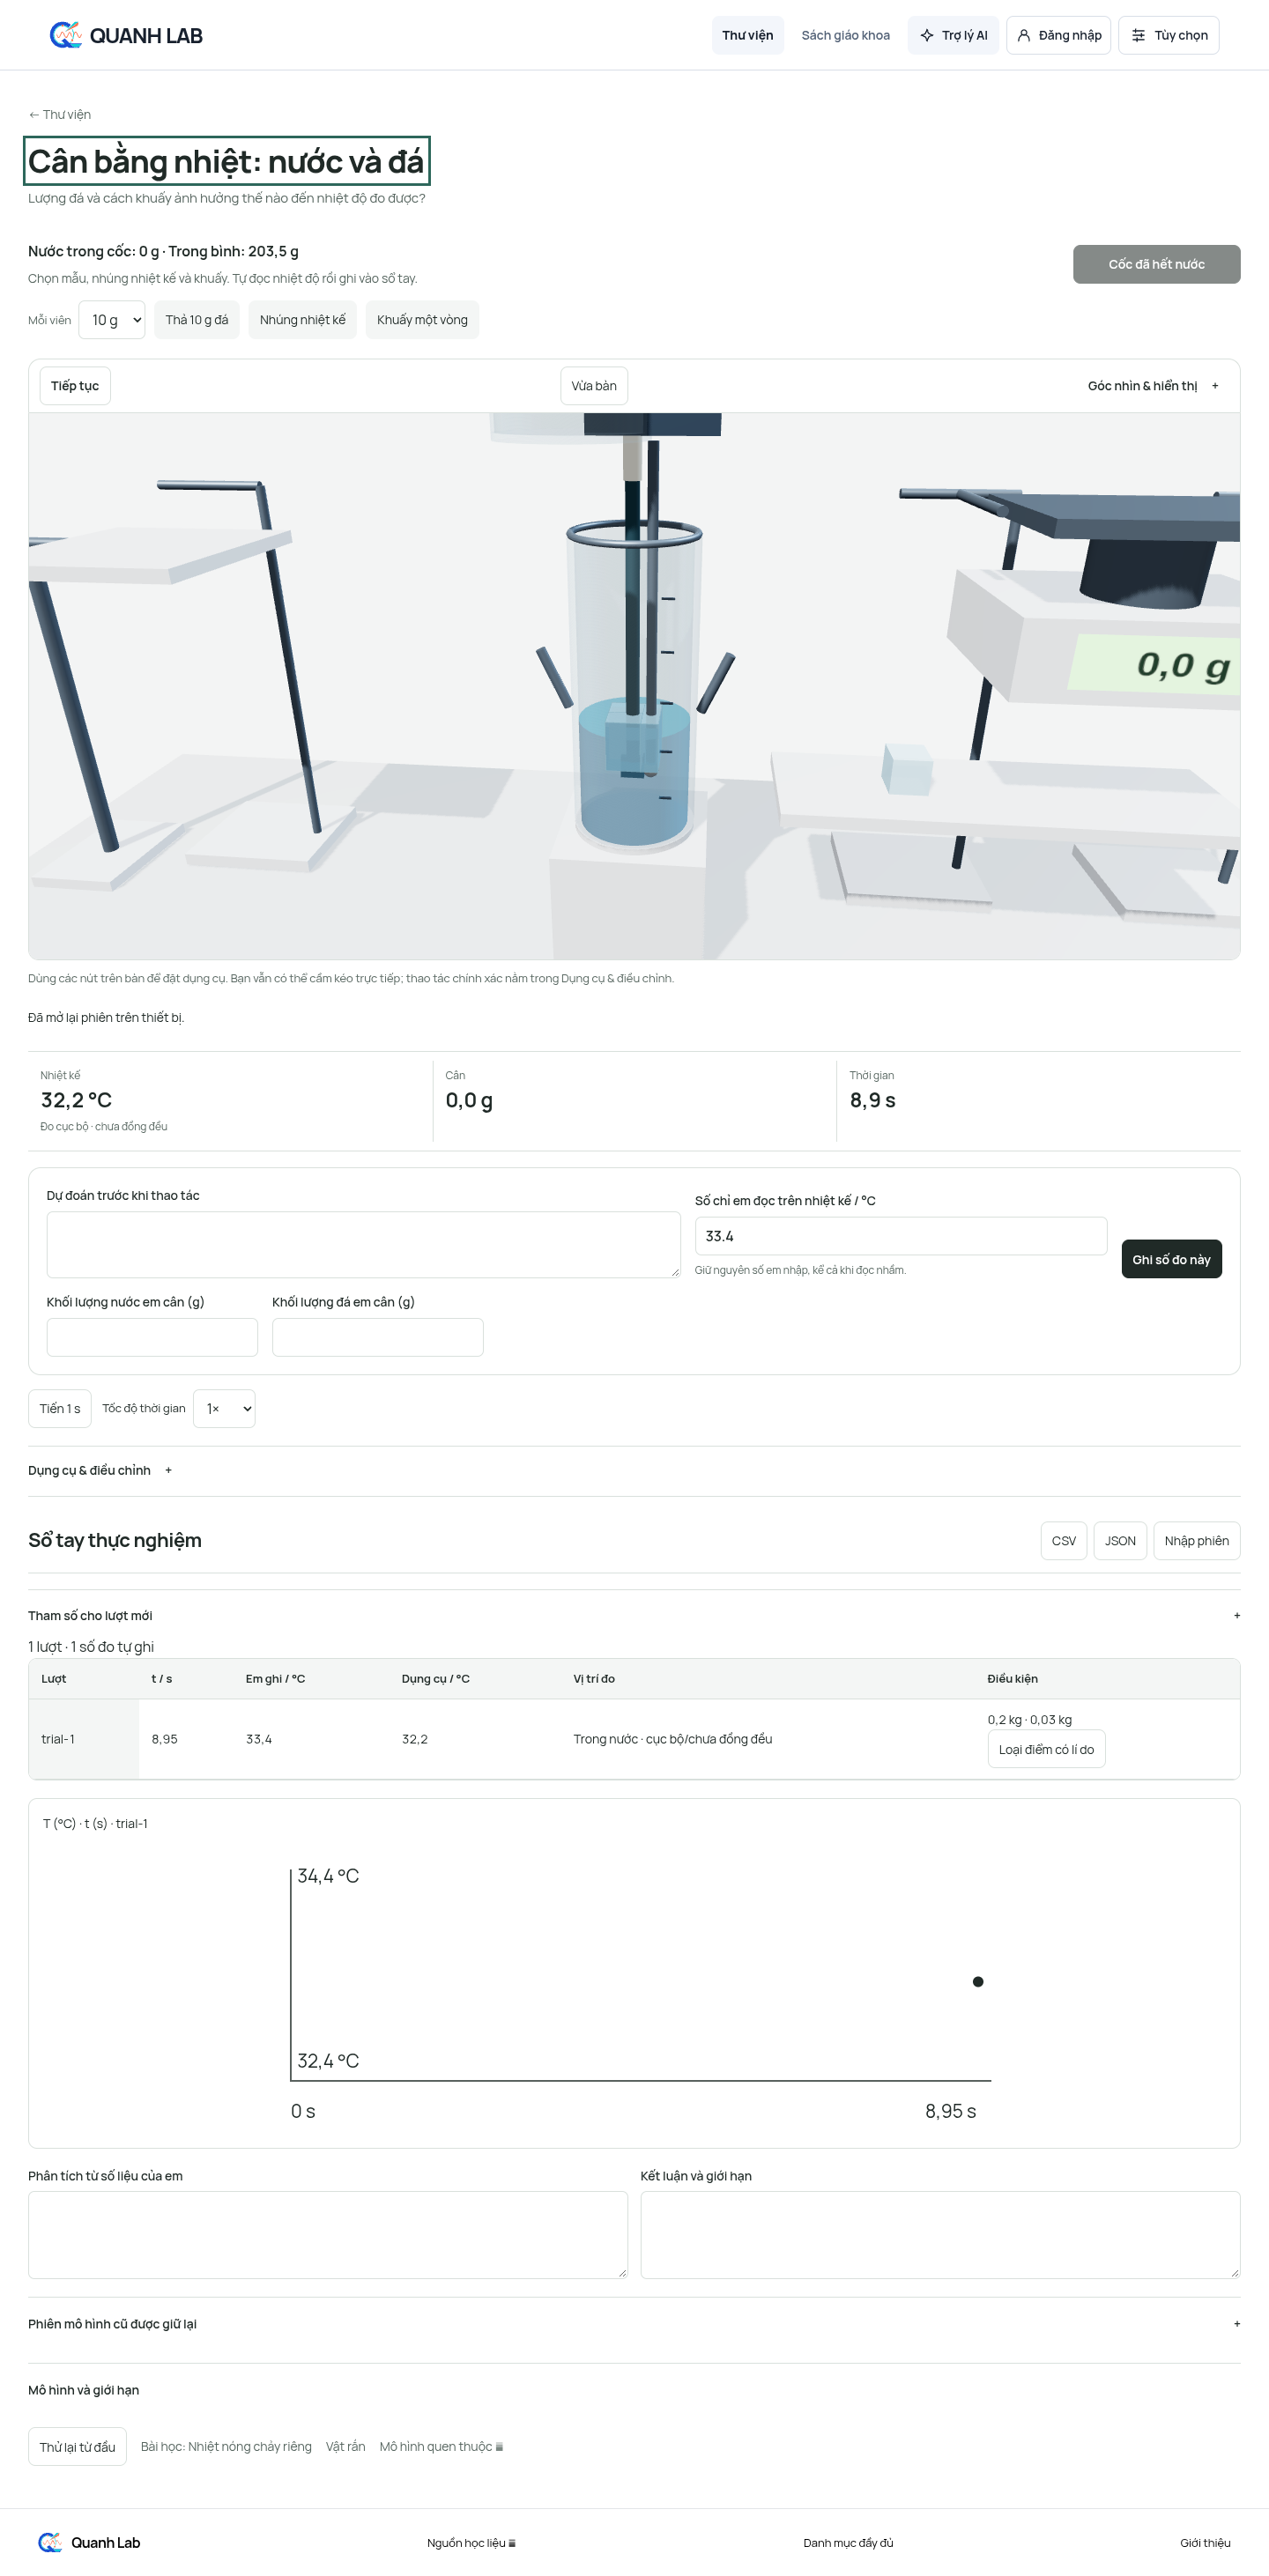 QUANH LAB
Thư viện
Sách giáo khoa
Trợ lý AI
Đăng nhập
Tùy chọn
← Thư viện
Cân bằng nhiệt: nước và đá
Lượng đá và cách khuấy ảnh hưởng thế nào đến nhiệt độ đo được?
Nước trong cốc: 0 g · Trong bình: 203,5 g
Cốc đã hết nước
Chọn mẫu, nhúng nhiệt kế và khuấy. Tự đọc nhiệt độ rồi ghi vào sổ tay.
Mỗi viên
10 g
Thả 10 g đá
Nhúng nhiệt kế
Khuấy một vòng
Tiếp tục
Vừa bàn
Góc nhìn & hiển thị +
0,0 g
Dùng các nút trên bàn để đặt dụng cụ. Bạn vẫn có thể cầm kéo trực tiếp; thao tác chính xác nằm trong Dụng cụ & điều chỉnh.
Đã mở lại phiên trên thiết bị.
Nhiệt kế
32,2 °C
Đo cục bộ · chưa đồng đều
Cân
0,0 g
Thời gian
8,9 s
Dự đoán trước khi thao tác
Số chỉ em đọc trên nhiệt kế / °C
33.4
Giữ nguyên số em nhập, kể cả khi đọc nhầm.
Ghi số đo này
Khối lượng nước em cân (g)
Khối lượng đá em cân (g)
Tiến 1 s
Tốc độ thời gian
1×
Dụng cụ & điều chỉnh +
Sổ tay thực nghiệm
CSV
JSON
Nhập phiên
Tham số cho lượt mới +
1 lượt · 1 số đo tự ghi
Lượt t / s Em ghi / °C Dụng cụ / °C Vị trí đo Điều kiện
trial-1 8,95 33,4 32,2 Trong nước · cục bộ/chưa đồng đều 0,2 kg · 0,03 kg
Loại điểm có lí do
T (°C) · t (s) · trial-1
34,4 °C
32,4 °C
0 s
8,95 s
Phân tích từ số liệu của em
Kết luận và giới hạn
Phiên mô hình cũ được giữ lại +
Mô hình và giới hạn
Thử lại từ đầu
Bài học: Nhiệt nóng chảy riêng
Vật rắn
Mô hình quen thuộc
Quanh Lab
Nguồn học liệu
Danh mục đầy đủ
Giới thiệu